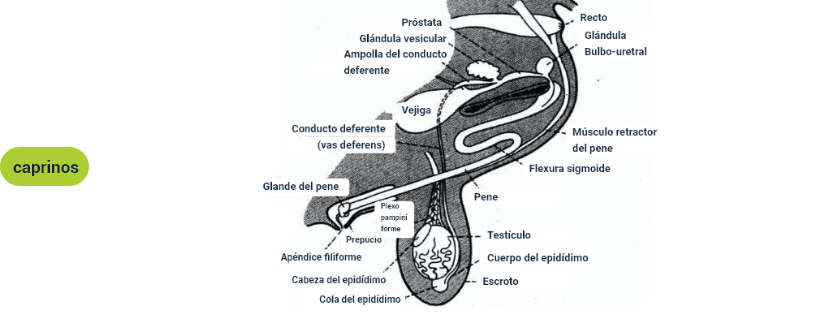 Próstata
Glándula vesicular
Ampolla del conducto
deferente
Recto
Glándula
Bulbo-uretral
Vejiga
Conducto deferente
(vas deferens)
Músculo retractor
del pene
Flexura sigmoide
caprinos
Glande del pene
Pene
Plexo
pampini
forme
Prepucio
Testículo
Apéndice filiforme
Cuerpo del epidídimo
Cabeza del epidídimo
Escroto
Cola del epidídimo